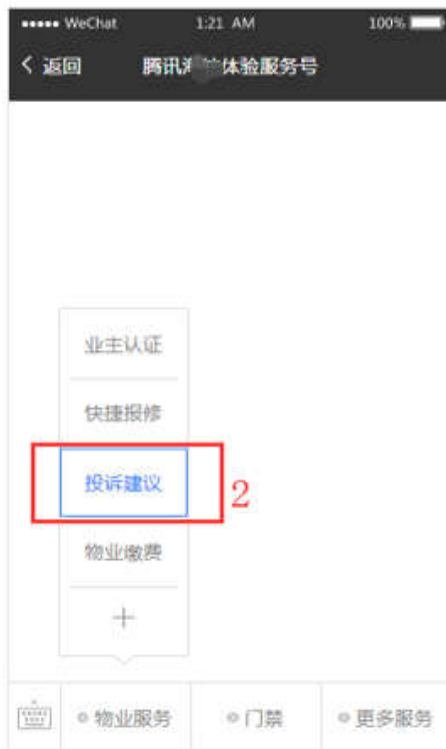 WeChat 1:21 AM 100%
返回 腾讯体验服务号
业主认证
快捷报修
投诉建议
2
物业缴费
+
物业服务 门禁 更多服务